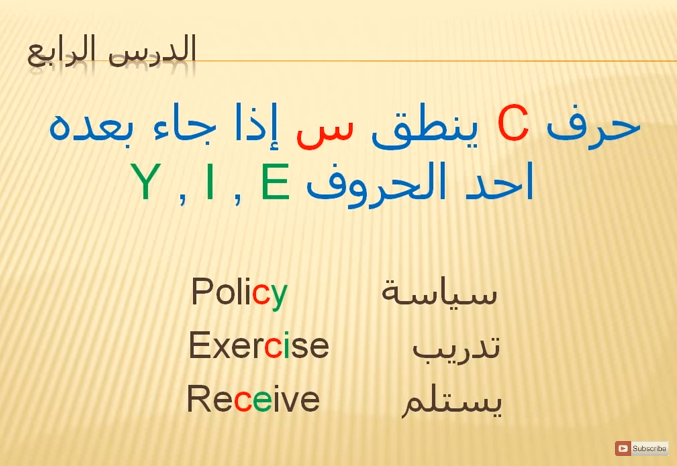 الدرس الرابع
حرف C ينطق س إذا جاء بعده
احد الحروف Y , I , E
Policy سياسة
Exercise تدريب
Receive يستلم
Subscribe